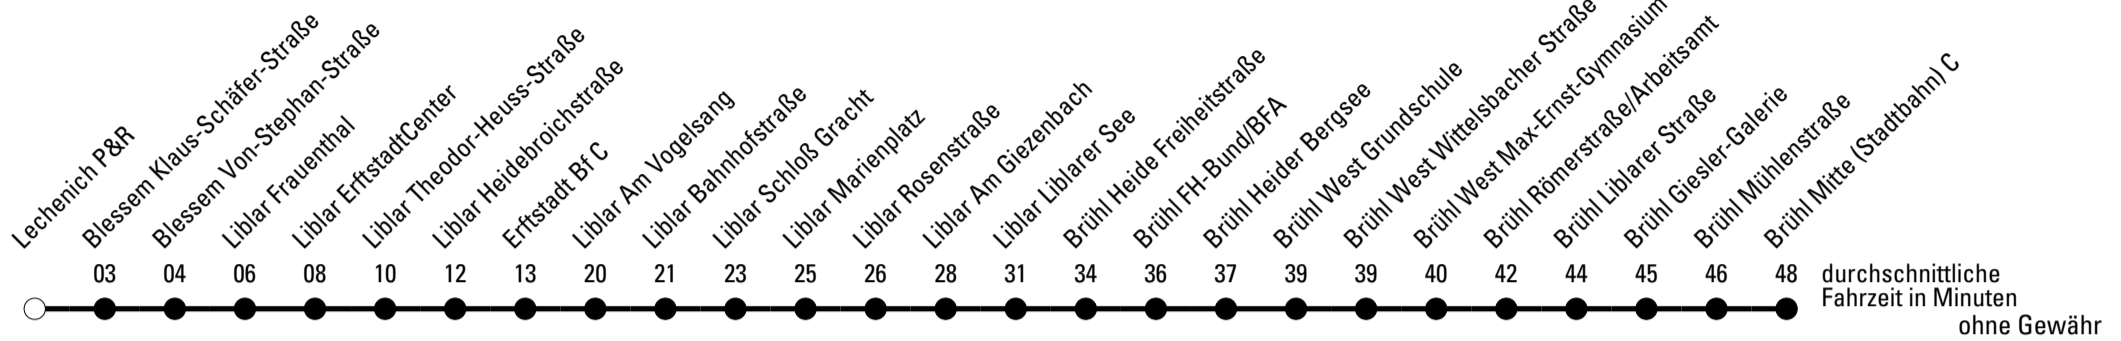 Lechenich P&R
Blessem Klaus-Schäfer-Straße
Blessem Von-Stephan-Straße
Liblar Frauenthal
Liblar ErftstadtCenter
Liblar Theodor-Heuss-Straße
Liblar Heidebroichstraße
Erftstadt Bf C
Liblar Am Vogelsang
Liblar Bahnhofstraße
Liblar Schloß Gracht
Liblar Marienplatz
Liblar Rosenstraße
Liblar Am Giezenbach
Liblar Liblarer See
Brühl Heide Freiheitstraße
Brühl FH-Bund/BFA
Brühl Heider Bergsee
Brühl West Grundschule
Brühl West Wittelsbacher Straße
Brühl West Max-Ernst-Gymnasium
Brühl Römerstraße/Arbeitsamt
Brühl Liblarer Straße
Brühl Giesler-Galerie
Brühl Mühlenstraße
Brühl Mitte (Stadtbahn) C
03 04 06 08 10 12 13 20 21 23 25 26 28 31 34 36 37 39 39 40 42 44 45 46 48
durchschnittliche
Fahrzeit in Minuten
ohne Gewähr